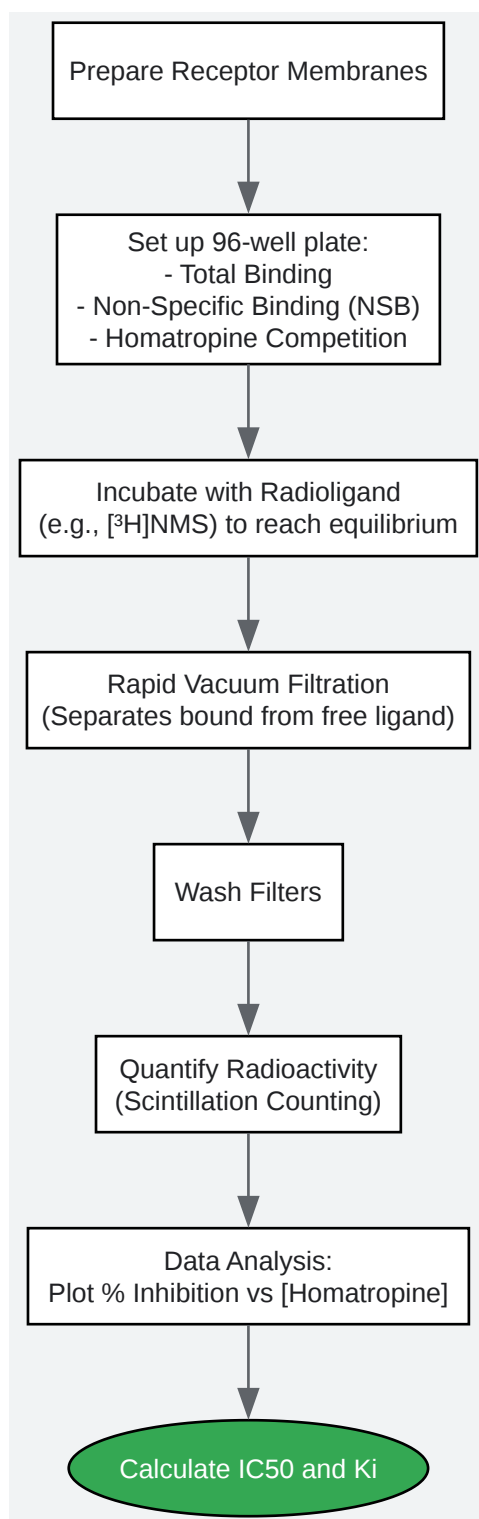 Prepare Receptor Membranes
Set up 96-well plate:
- Total Binding
- Non-Specific Binding (NSB)
- Homatropine Competition
Incubate with Radioligand
(e.g., [³H]NMS) to reach equilibrium
Rapid Vacuum Filtration
(Separates bound from free ligand)
Wash Filters
Quantify Radioactivity
(Scintillation Counting)
Data Analysis:
Plot % Inhibition vs [Homatropine]
Calculate IC50 and Ki